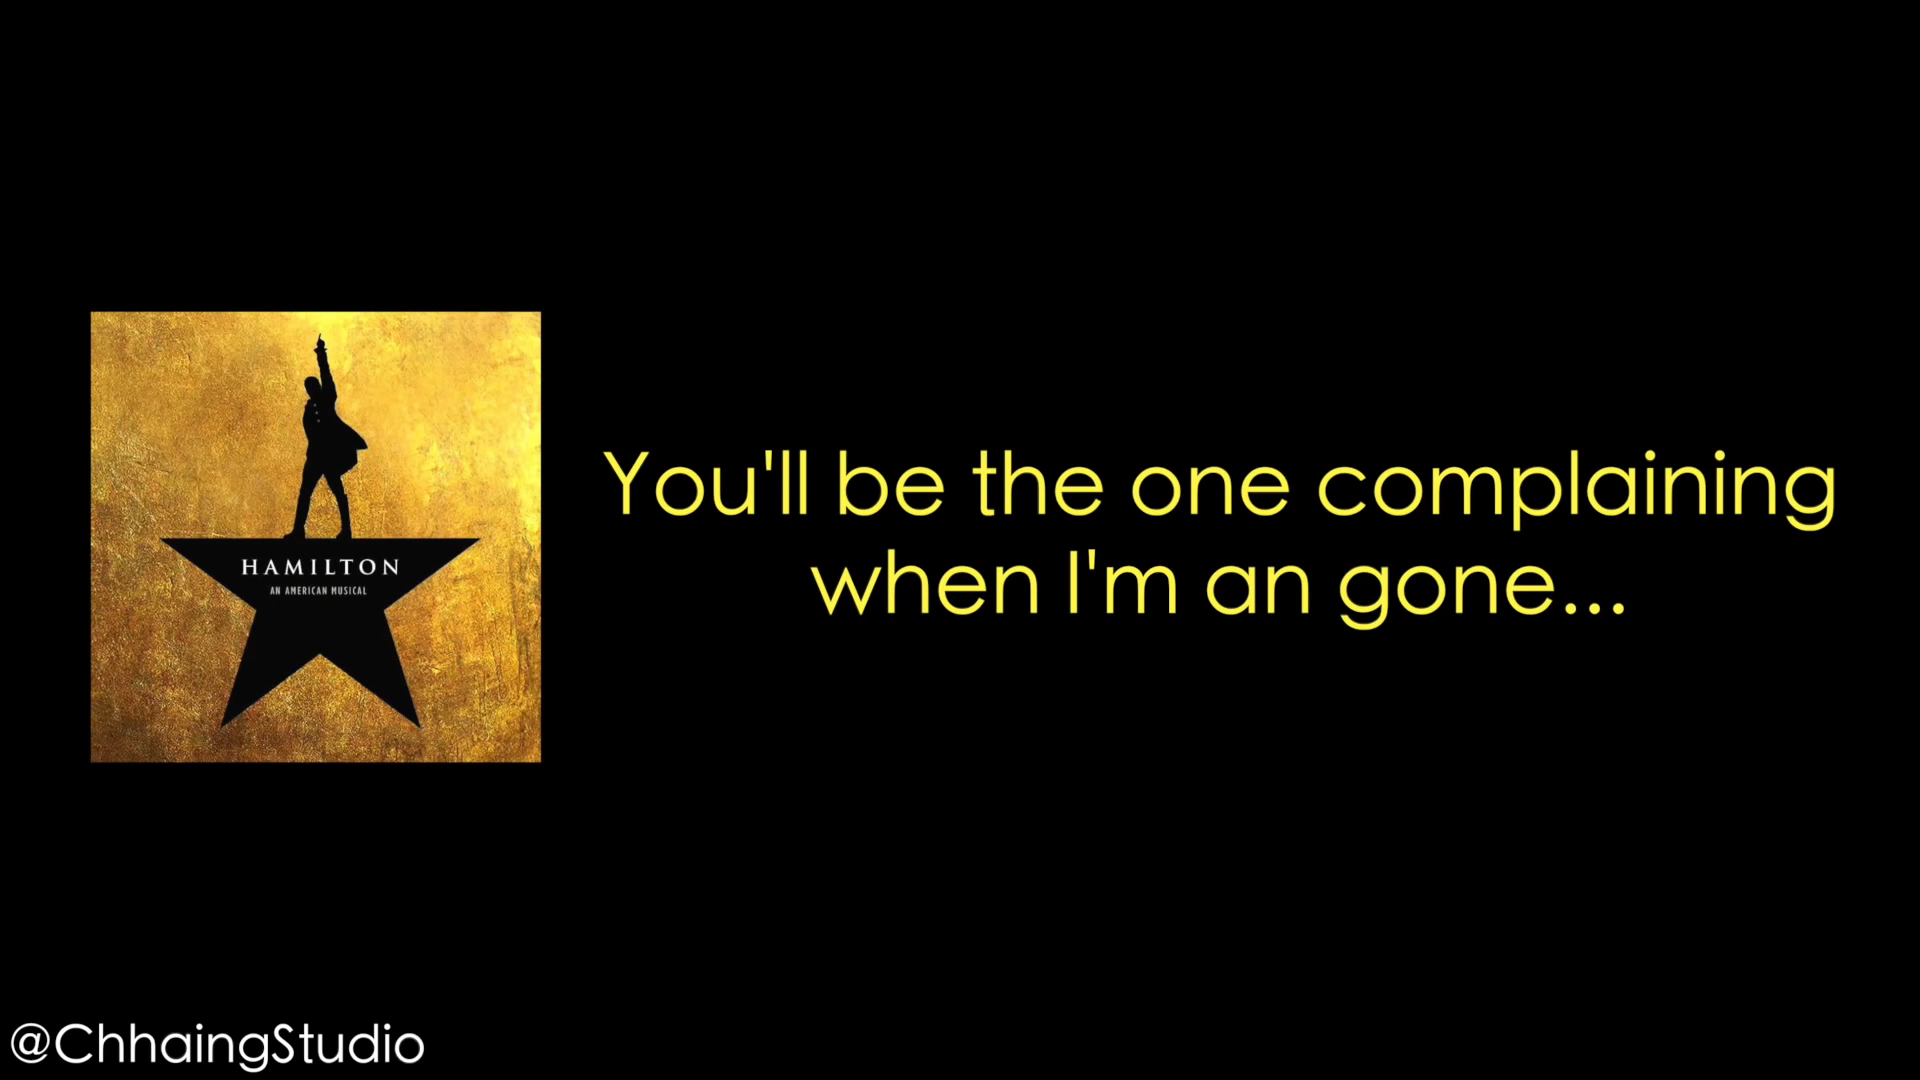 HAMILTON
AN AMERICAN MUSICAL
You'll be the one complaining
when I'm an gone...
@ChhaingStudio